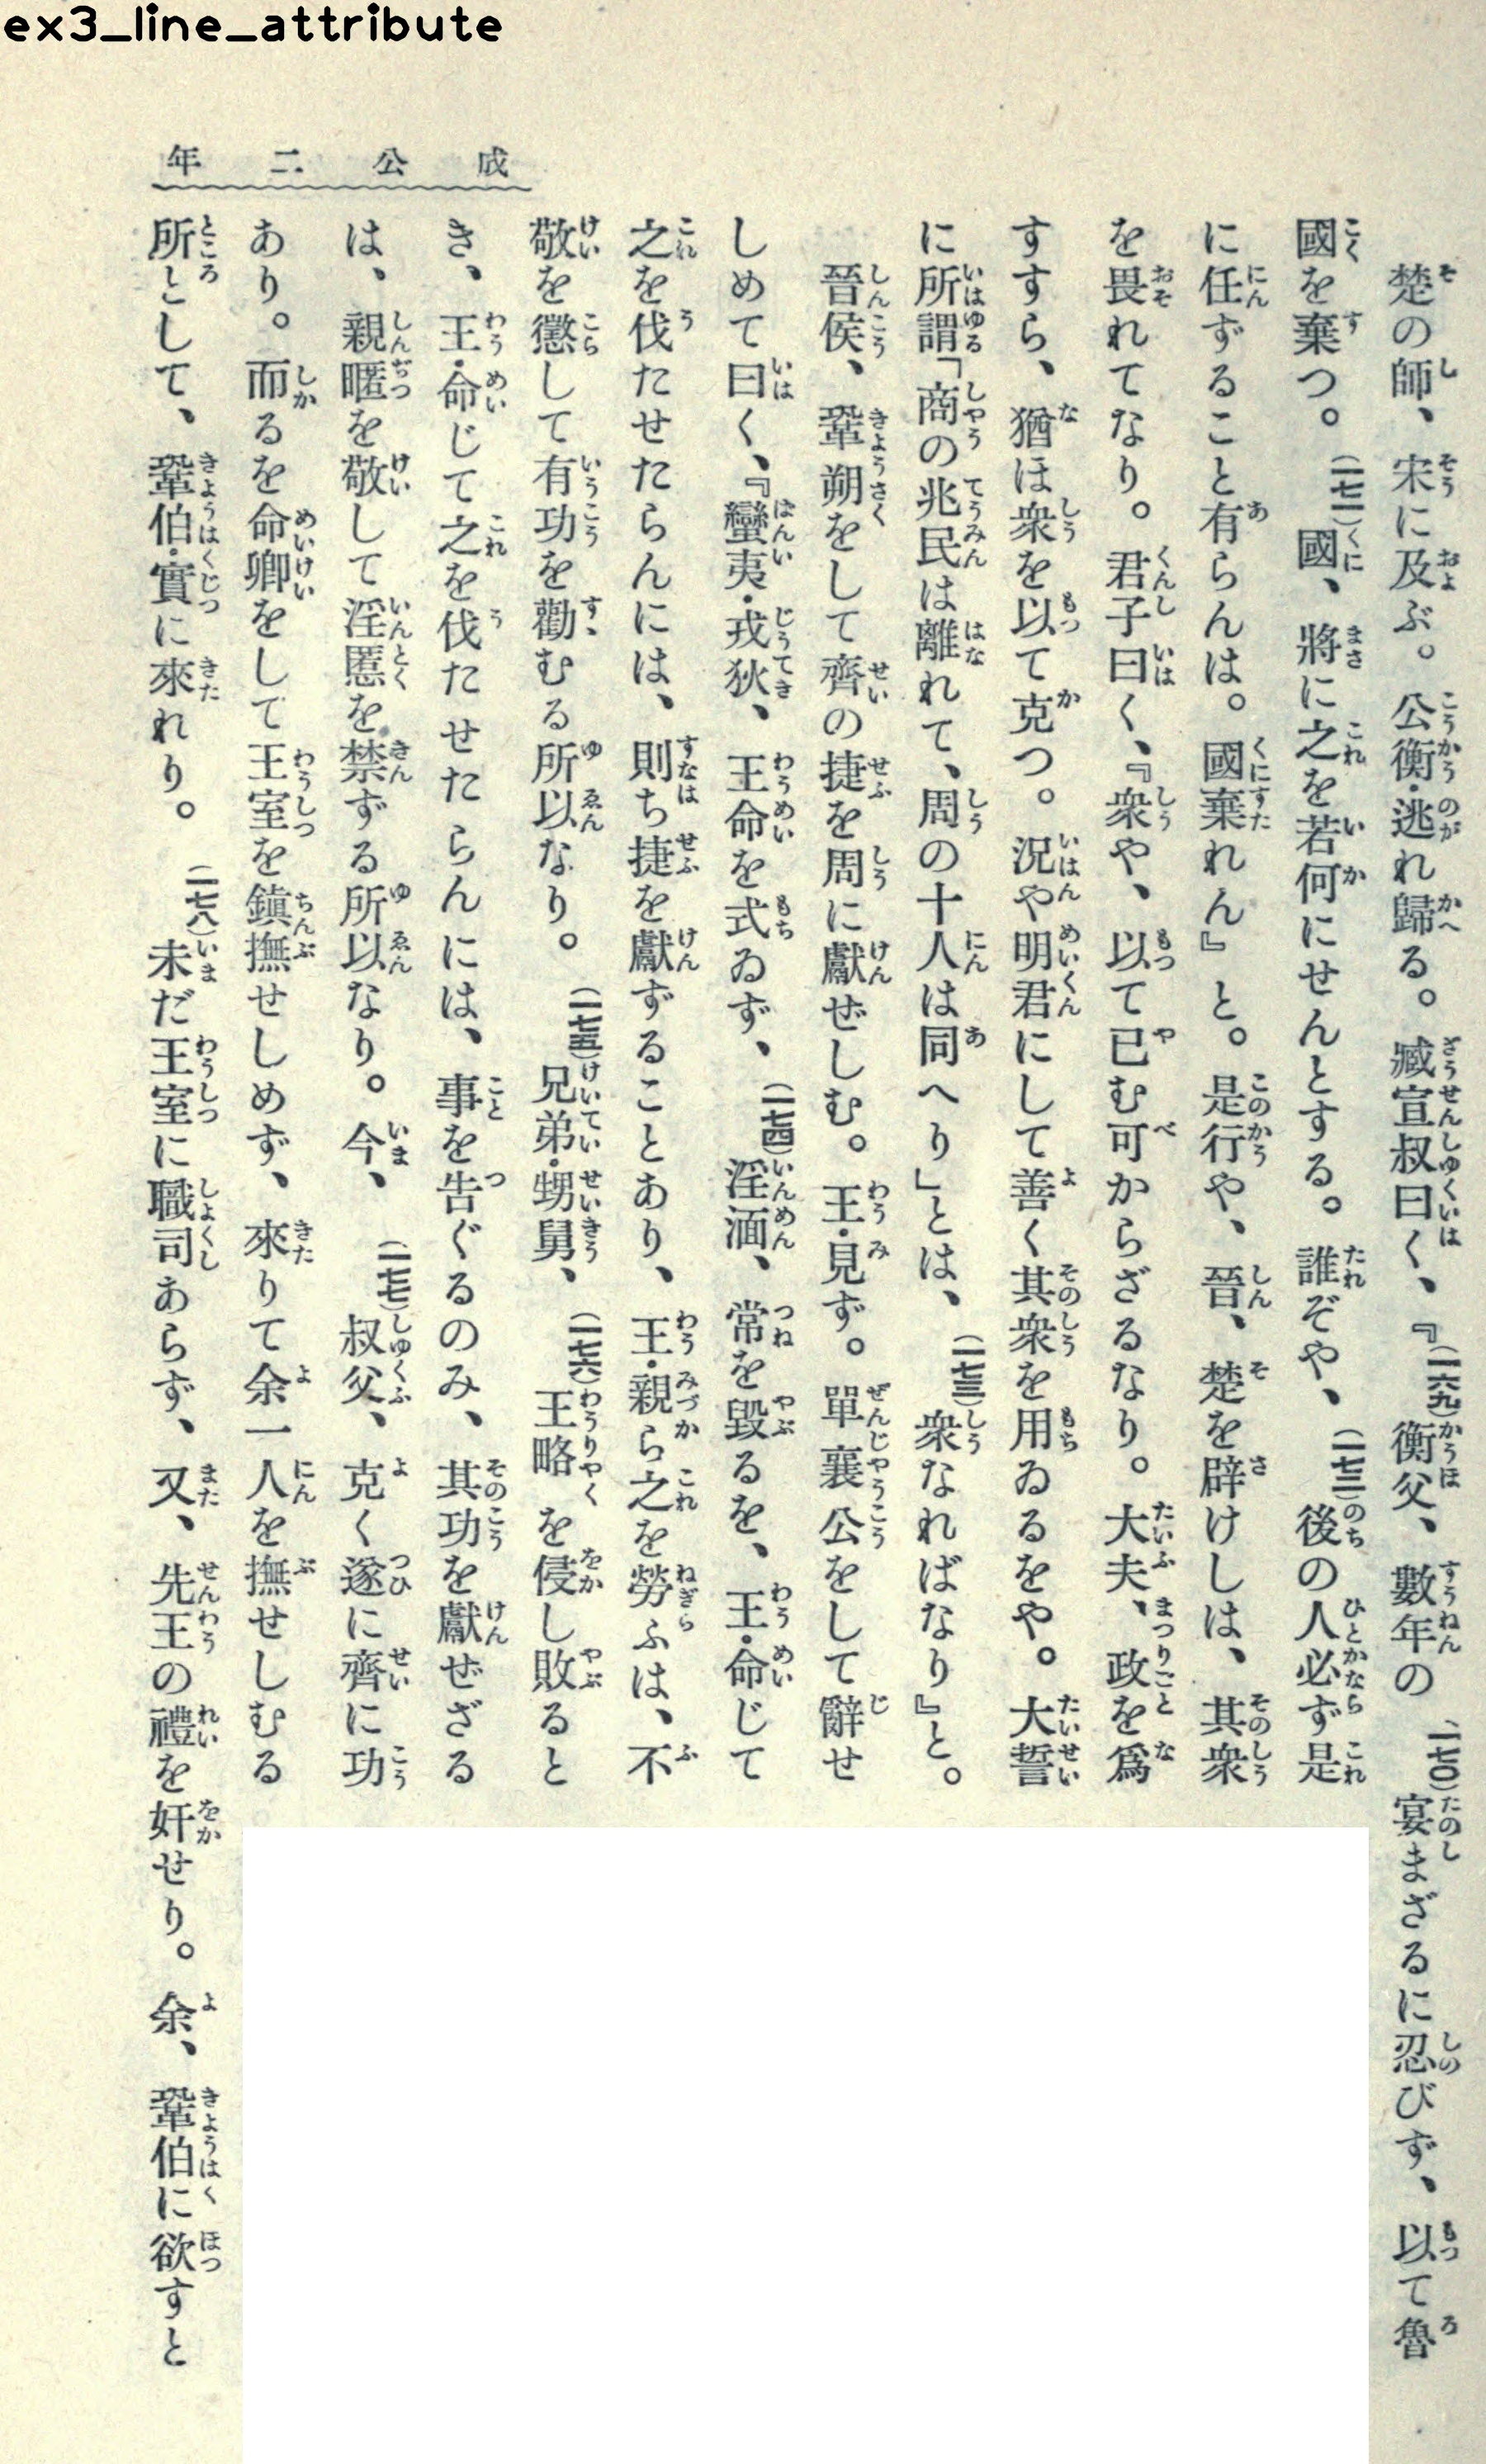 ex3_line_attribute
成公二年
楚の師、宋に及ぶ。公衡・逃れ歸る。臧宣叔曰く、『(一六九)衡父、數年の(一七〇)宴まざるに忍びず、以て魯
國を棄つ。(一七一)國、將に之を若何にせんとする。誰ぞや、(一七二)後の人必ず是
に任ずること有らんは。國棄れん』と。是行や、晉、楚を辟けしは、其衆
を畏れてなり。君子曰く、『衆や、以て已む可からざるなり。大夫、政を爲
すすら、猶ほ衆を以て克つ。況や明君にして善く其衆を用ゐるをや。大誓
に所謂「商の兆民は離れて、周の十人は同へり」とは、(一七三)衆なればなり』と。
晉侯、鞏朔をして齊の捷を周に獻ぜしむ。王・見ず。單襄公をして辭せ
しめて曰く、『蠻夷・戎狄、王命を式ゐず、(一七四)淫湎、常を毀るを、王・命じて
之を伐たせたらんには、則ち捷を獻ずることあり、王・親ら之を勞ふは、不
敬を懲して有功を勸むる所以なり。(一七五)兄弟・甥舅、(一七六)王略を侵し敗ると
き、王・命じて之を伐たせたらんには、事を告ぐるのみ、其功を獻ぜざる
は、親暱を敬して淫慝を禁ずる所以なり。今、(一七七)叔父、克く遂に齊に功
あり。而るを命卿をして王室を鎭撫せしめず、來りて余一人を撫せしむる
所として、鞏伯・實に來れり。(一七八)未だ王室に職司あらず、又、先王の禮を奸せり。余、鞏伯に欲すと